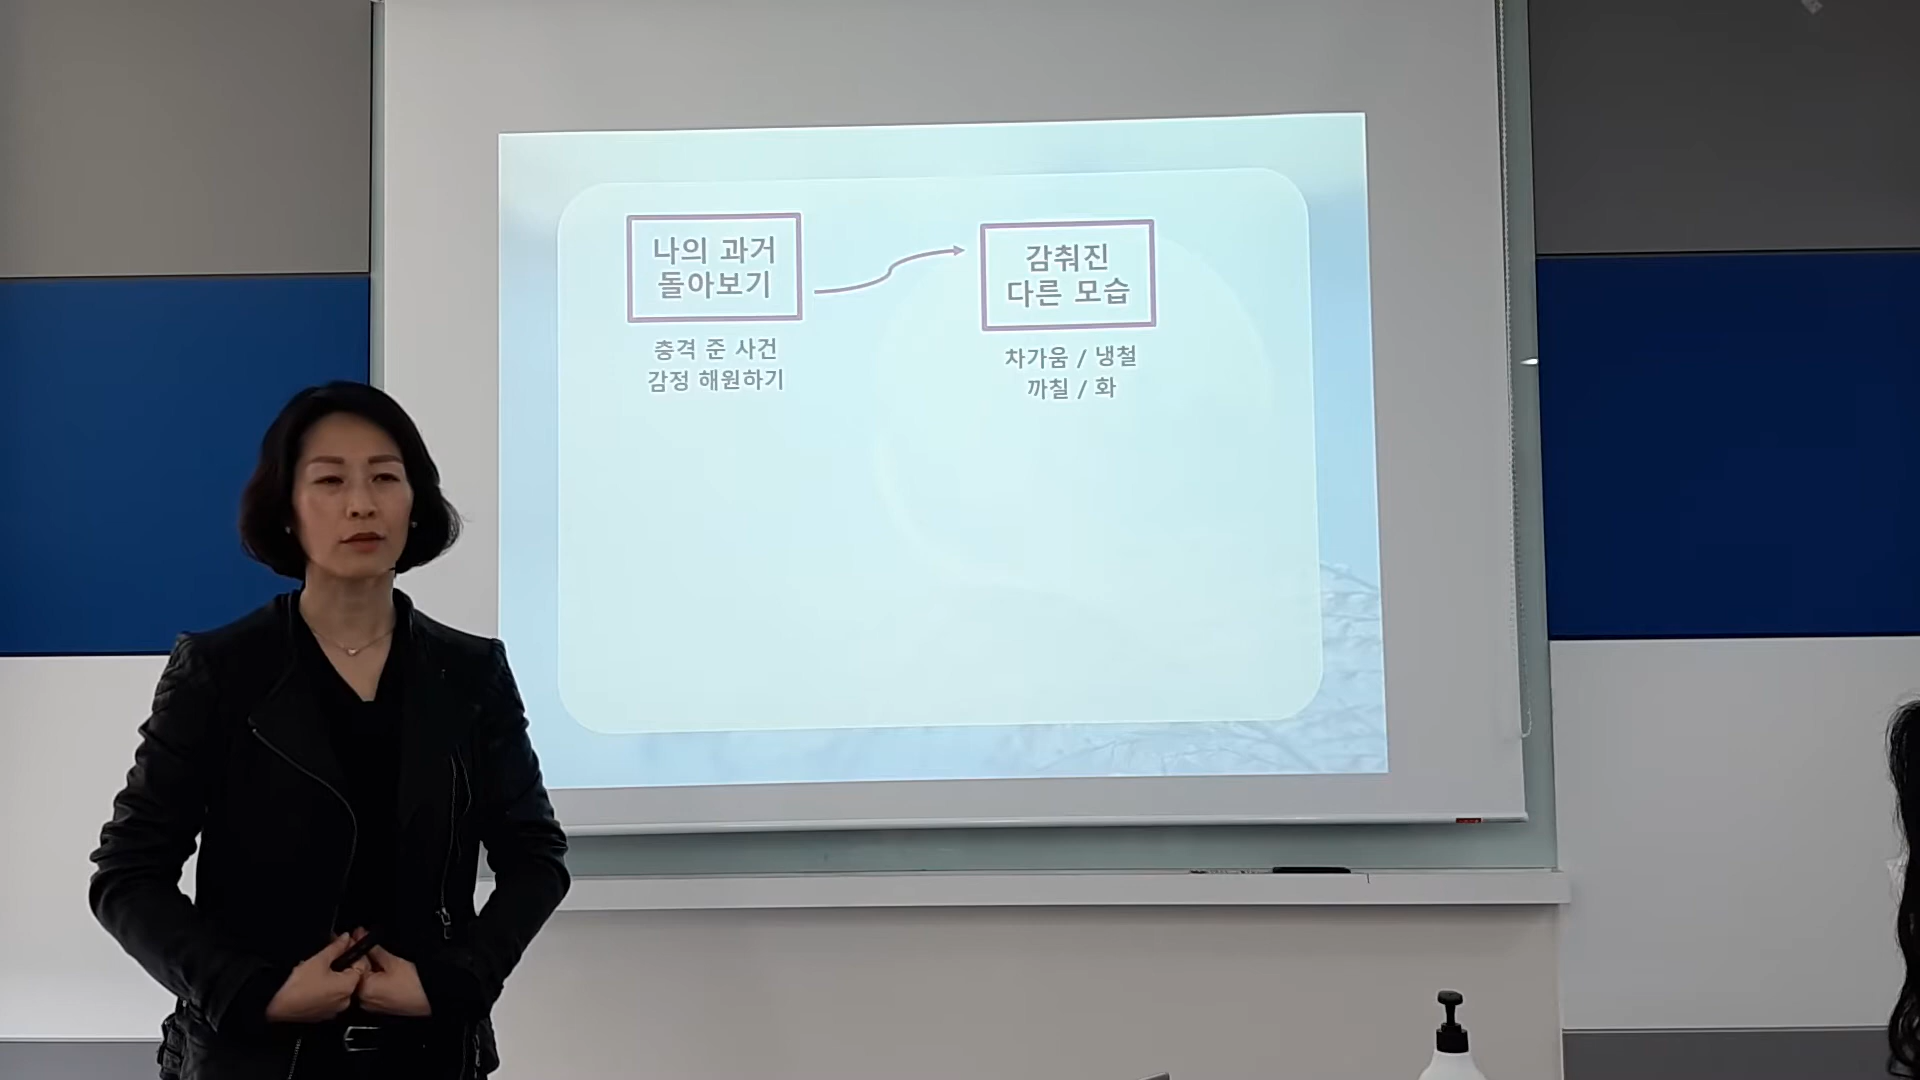 나의 과거
돌아보기
충격 준 사건
감정 해원하기
감춰진
다른 모습
차가움 / 냉철
까칠 / 화